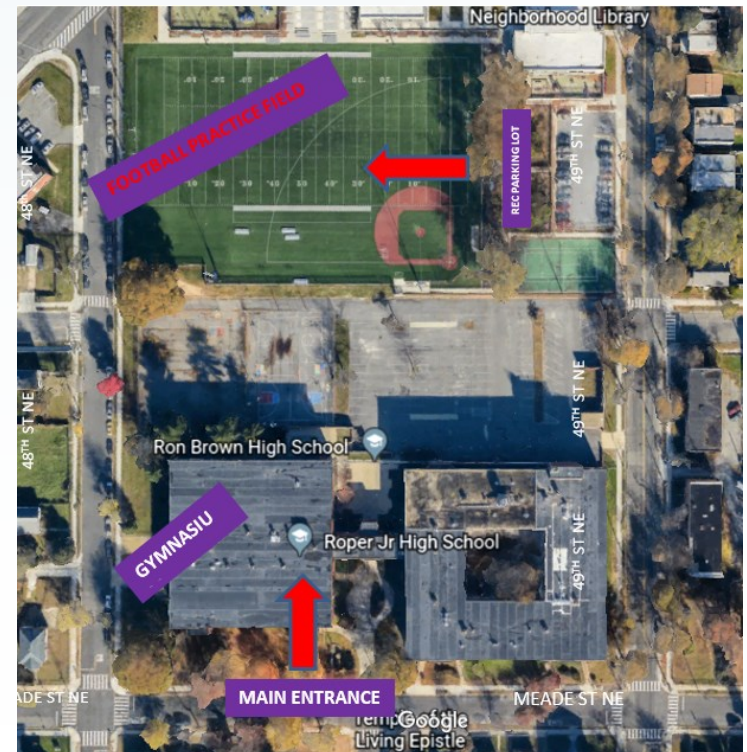 Neighborhood Library
FOOTBALL PRACTICE FIELD
REC PARKING LOT
49TH ST NE
48TH ST NE
48TH ST NE
49TH ST NE
Ron Brown High School
GYMNASIU
Roper Jr High School
49TH ST NE
ADE ST NE
MAIN ENTRANCE
MEADE ST NE
Google
Living Epistle